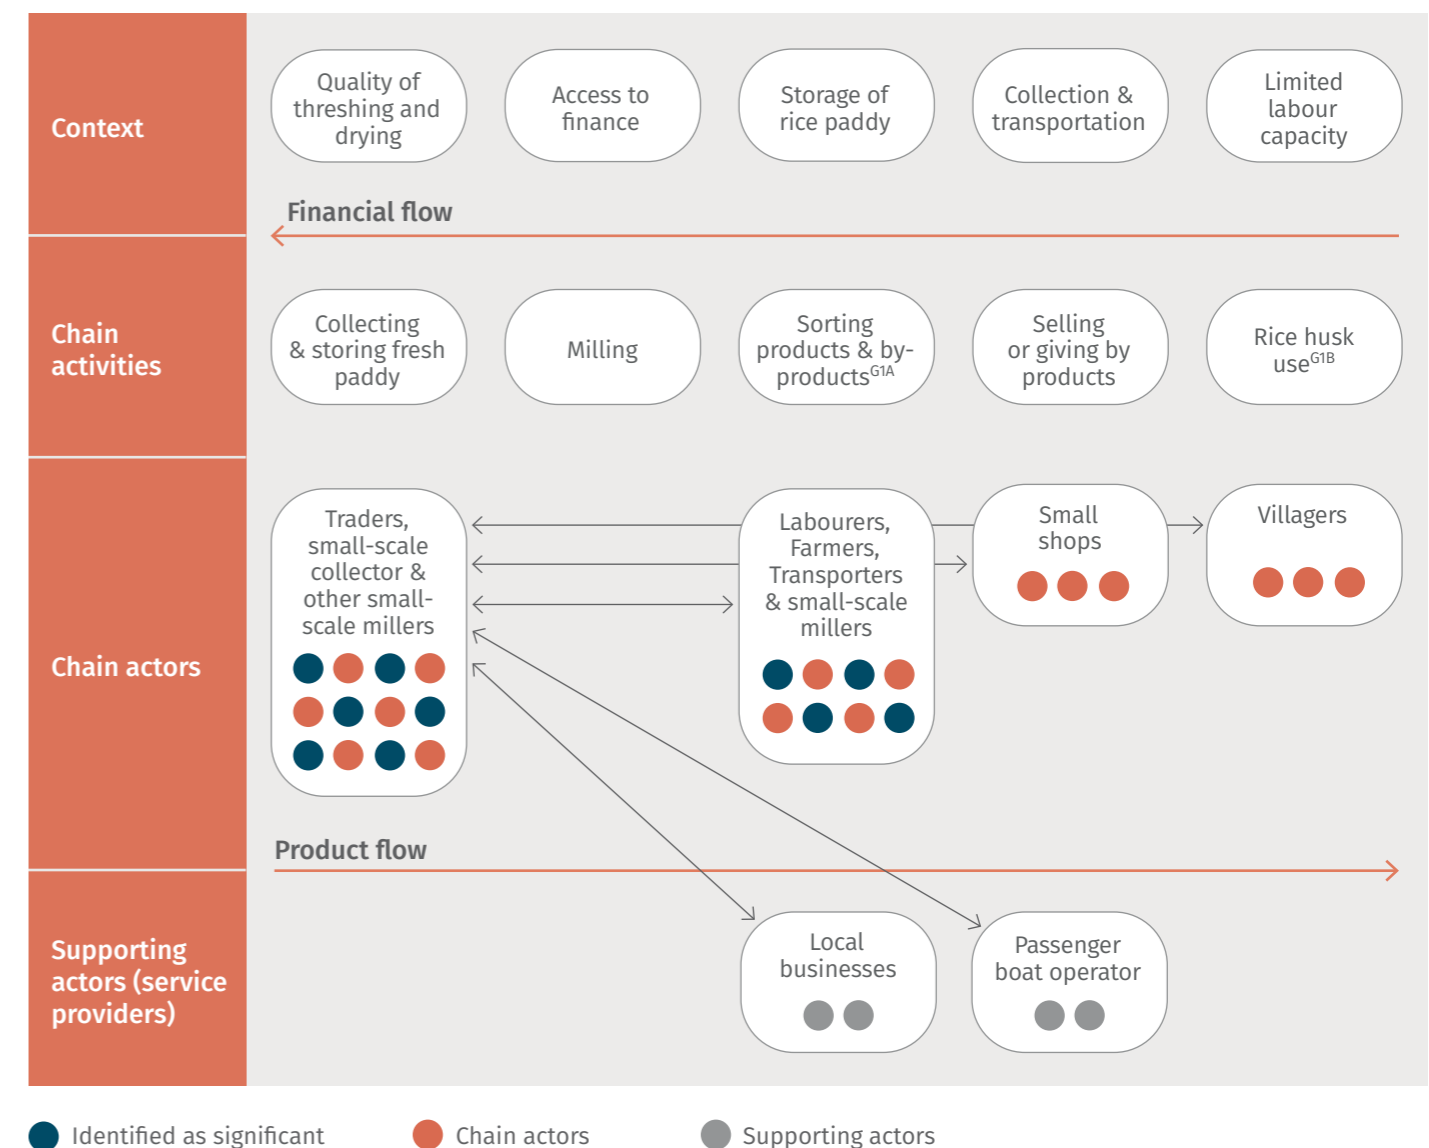 Context
Quality of
threshing and
drying
Access to
finance
Storage of
rice paddy
Collection &
transportation
Limited
labour
capacity
Financial flow
Chain
activities
Collecting
& storing fresh
paddy
Milling
Sorting
products & by-
productsG1A
Selling
or giving by
products
Rice husk
useG1B
Chain actors
Traders,
small-scale
collector &
other small-
scale millers
Labourers,
Farmers,
Transporters
& small-scale
millers
Small
shops
Villagers
Product flow
Supporting
actors (service
providers)
Local
businesses
Passenger
boat operator
Identified as significant
Chain actors
Supporting actors